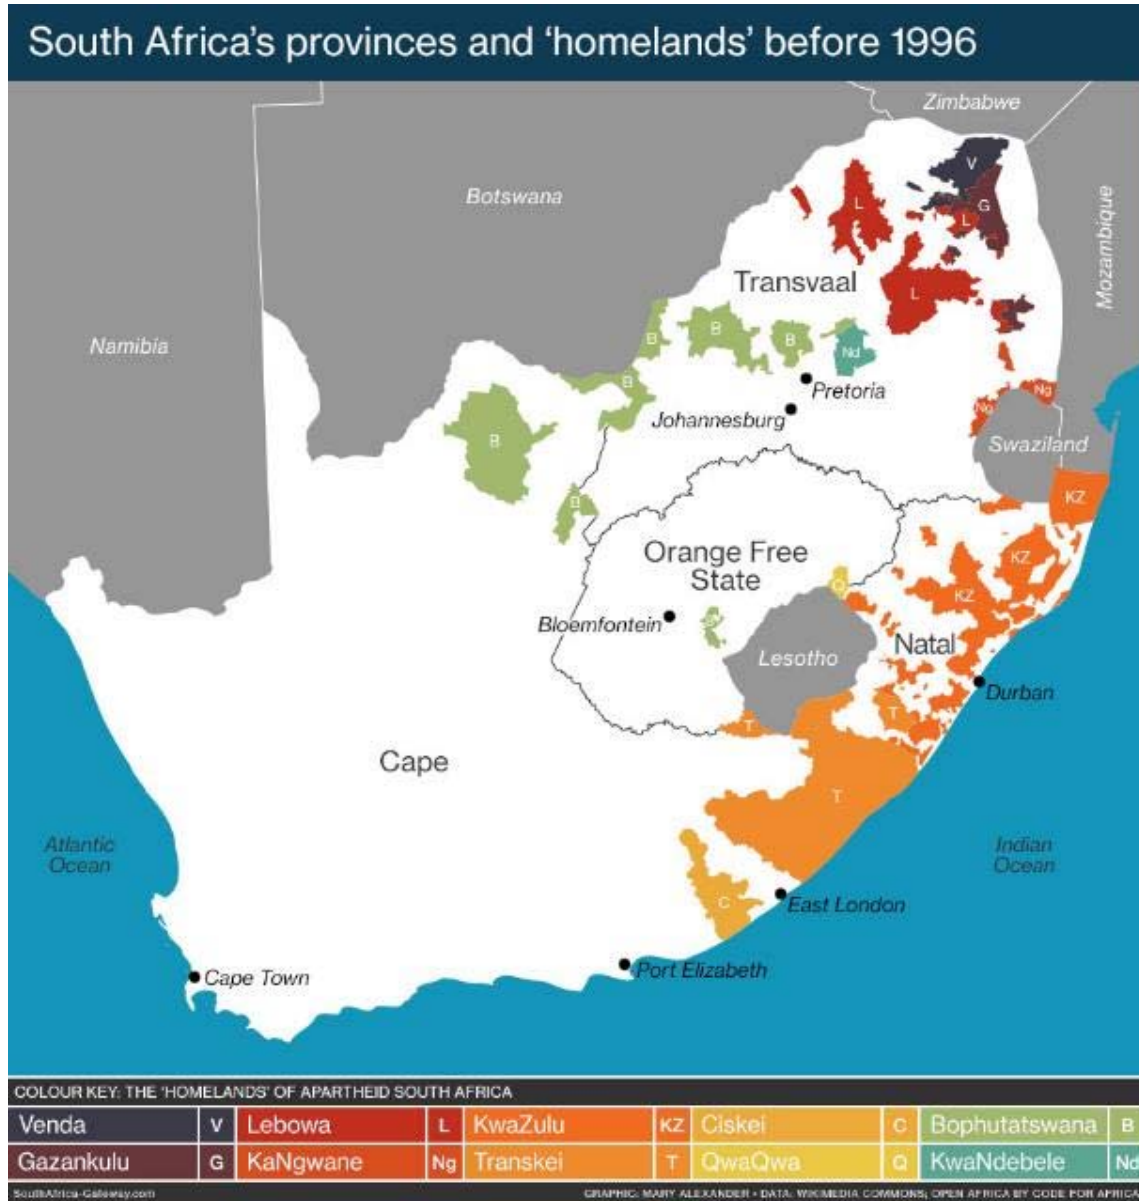 South Africa's provinces and 'homelands' before 1996
Zimbabwe
Botswana
Mozambique
Namibia
V
G
L
L
L
Transvaal
B
B
B
B
B
B
Nd
Pretoria
Johannesburg
Ng
Ng
Swaziland
KZ
KZ
KZ
Orange Free
State
Q
Bloemfontein
Lesotho
Natal
Durban
T
T
T
Cape
C
East London
Port Elizabeth
Cape Town
Atlantic
Ocean
Indian
Ocean
COLOUR KEY: THE 'HOMELANDS' OF APARTHEID SOUTH AFRICA
Venda V Lebowa L KwaZulu KZ Ciskei C Bophutatswana B
Gazankulu G KaNgwane Ng Transkei T QwaQwa Q KwaNdebele Nd
SouthAfrica-Gateway.com
GRAPHIC: MARY ALEXANDER • DATA: WIKIMEDIA COMMONS; OPEN AFRICA BY CODE FOR AFRICA